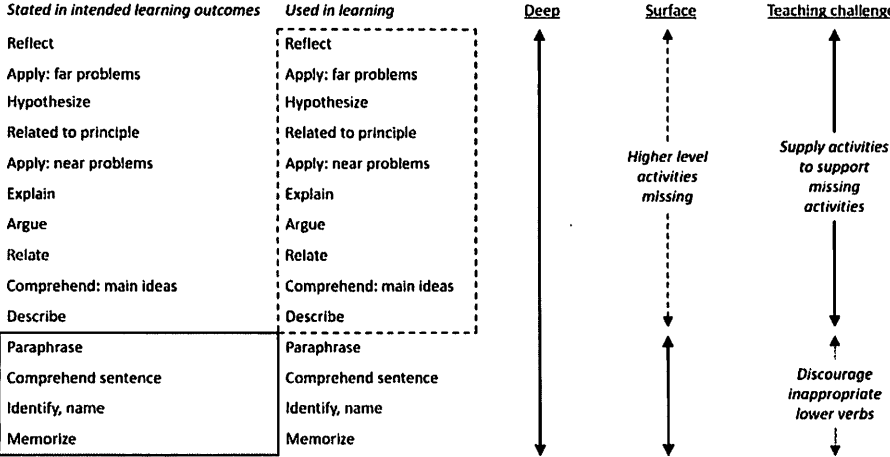 Stated in intended learning outcomes Used in learning Deep Surface Teaching challenge
Reflect Reflect
Apply: far problems Apply: far problems
Hypothesize Hypothesize
Related to principle Related to principle
Apply: near problems Apply: near problems
Explain Explain
Argue Argue
Relate Relate
Comprehend: main ideas Comprehend: main ideas
Describe Describe
Paraphrase Paraphrase
Comprehend sentence Comprehend sentence
Identify, name Identify, name
Memorize Memorize
Higher level
activities
missing
Supply activities
to support
missing
activities
Discourage
inappropriate
lower verbs